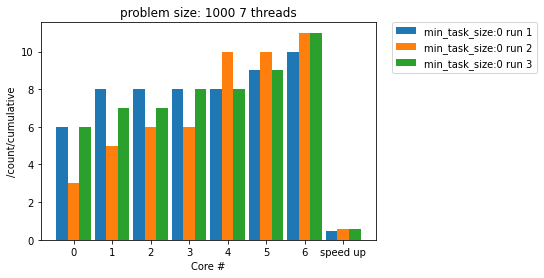 problem size: 1000 7 threads
min_task_size:0 run 1
min_task_size:0 run 2
min_task_size:0 run 3
/count/cumulative
10
8
6
4
2
0
0 1 2 3 4 5 6 speed up
Core #